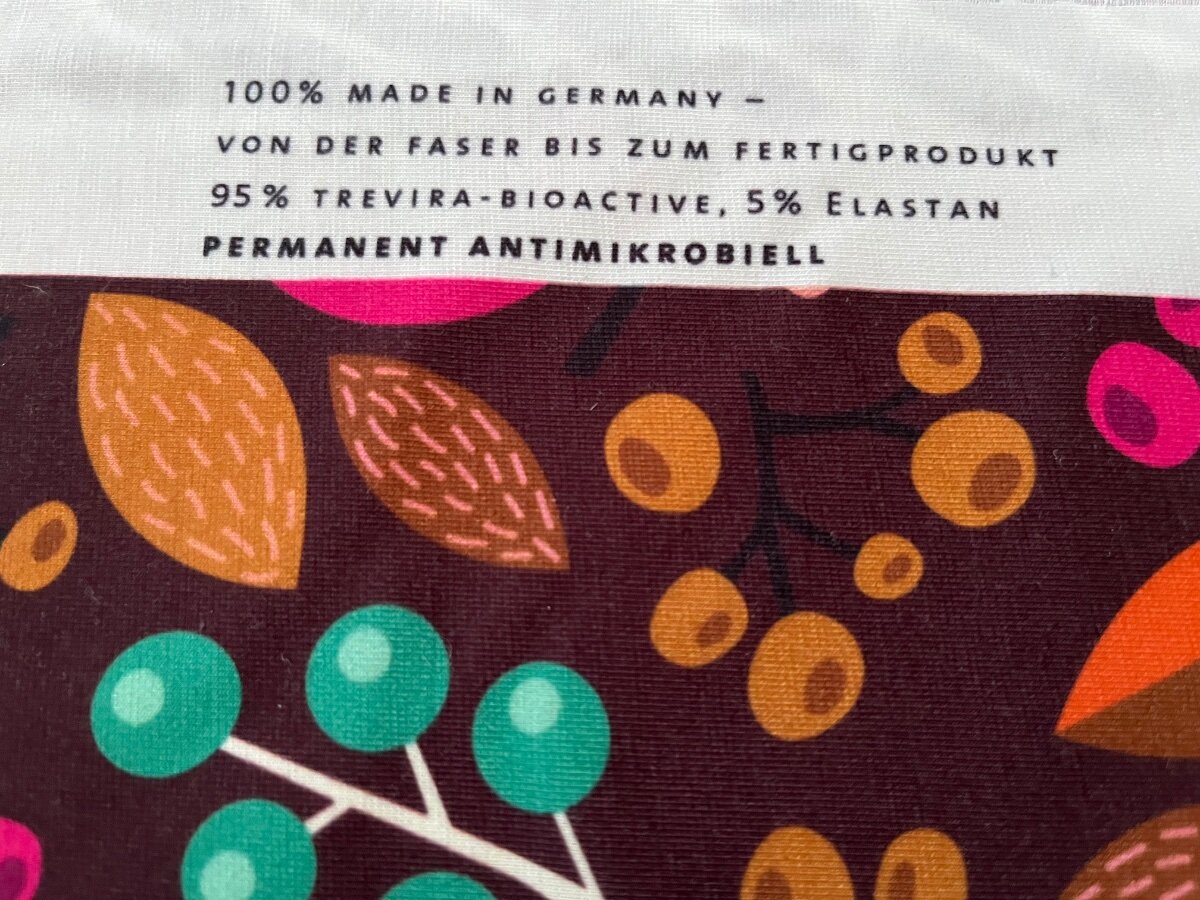 100% MADE IN GERMANY –
VON DER FASER BIS ZUM FERTIGPRODUKT
95% TREVIRA-BIOACTIVE, 5% ELASTAN
PERMANENT ANTIMIKROBIELL